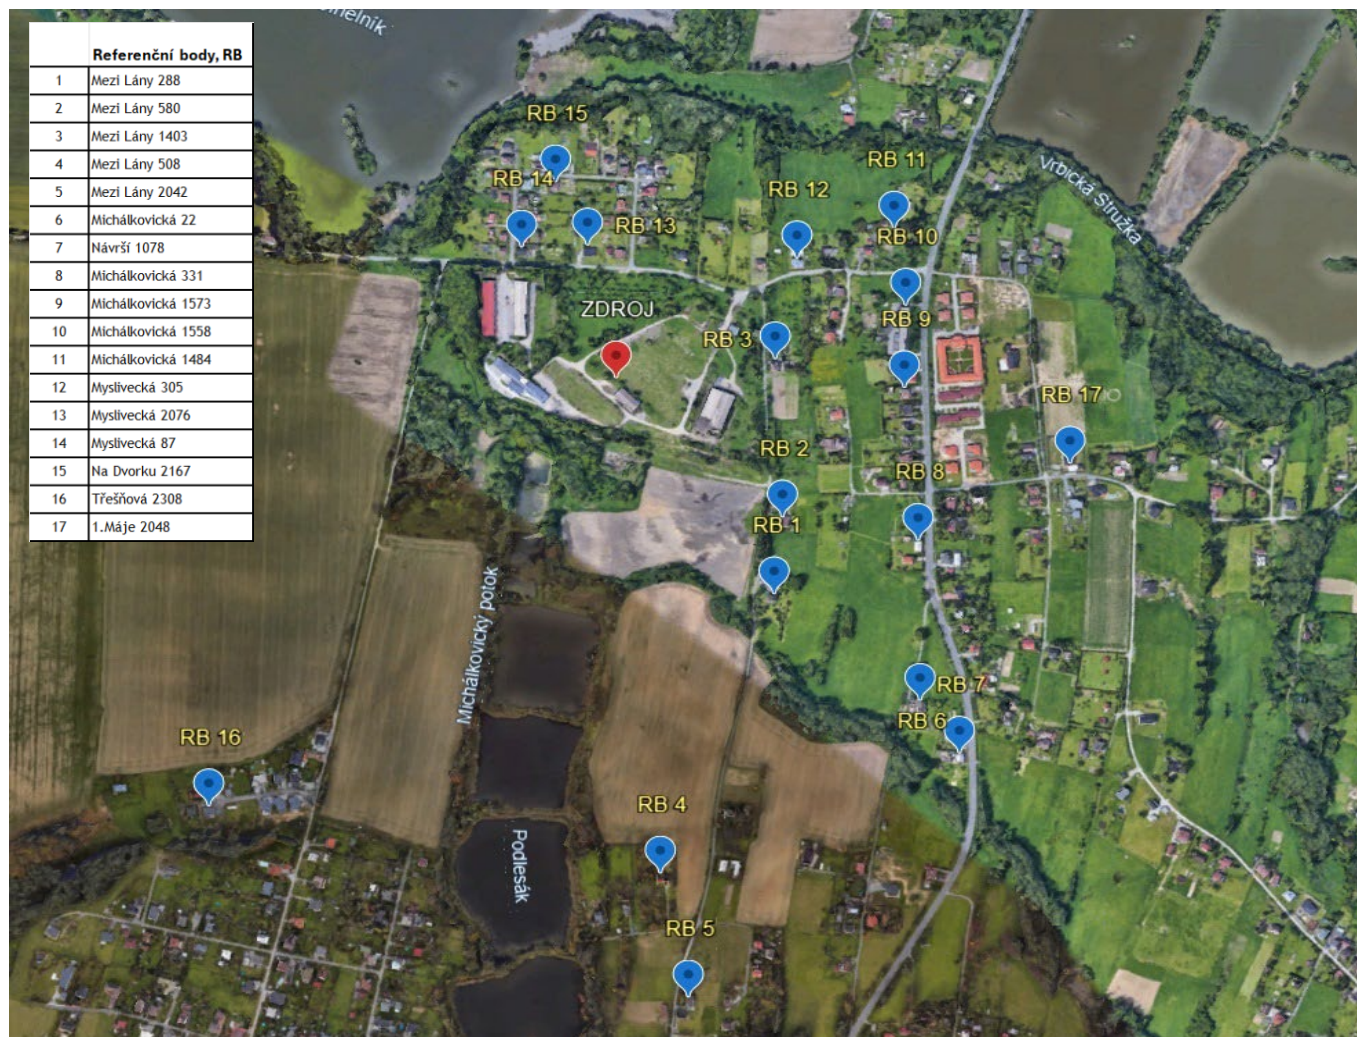 Referenční body, RB
1 Mezi Lány 288
2 Mezi Lány 580
3 Mezi Lány 1403
4 Mezi Lány 508
5 Mezi Lány 2042
6 Michálkovická 22
7 Návrší 1078
8 Michálkovická 331
9 Michálkovická 1573
10 Michálkovická 1558
11 Michálkovická 1484
12 Myslivecká 305
13 Myslivecká 2076
14 Myslivecká 87
15 Na Dvorku 2167
16 Třešňová 2308
17 1.Máje 2048
RB 15
RB 14
RB 13
RB 12
RB 11
RB 10
Vrbická Stružka
ZDROJ
RB 3
RB 9
RB 17
RB 2
RB 8
RB 1
Michálkovický potok
RB 7
RB 6
RB 16
RB 4
Podlesák
RB 5